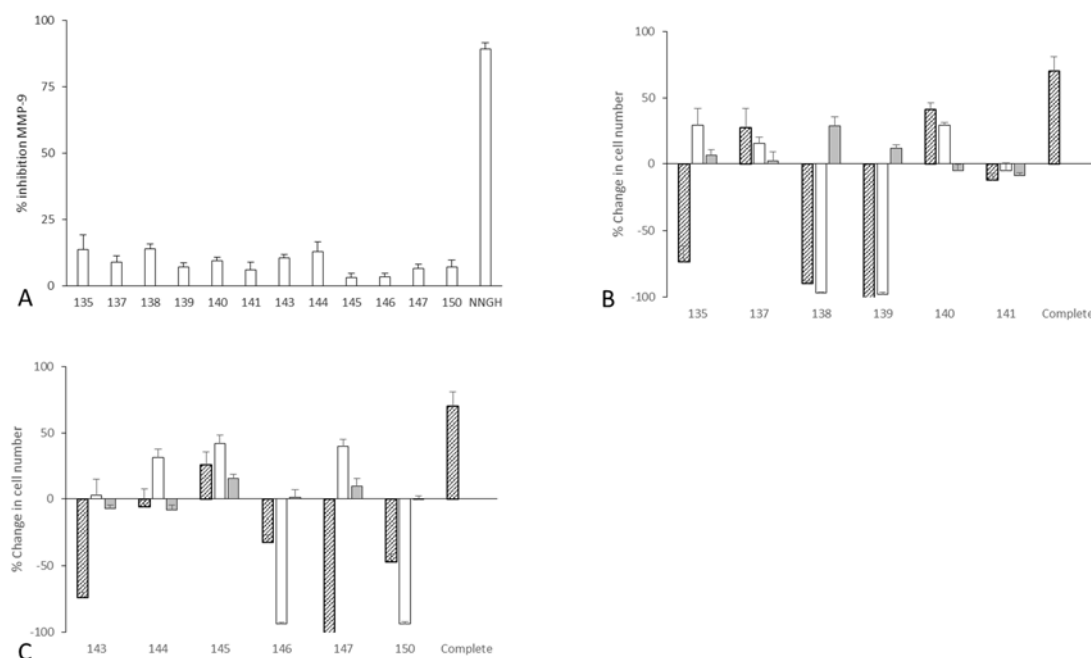 100
75
50
25
0
% inhibition MMP-9
135 137 138 139 140 141 143 144 145 146 147 150 NNGH
A
100
50
0
-50
-100
% Change in cell number
135 137 138 139 140 141 Complete
B
100
50
0
-50
-100
% Change in cell number
143 144 145 146 147 150 Complete
C